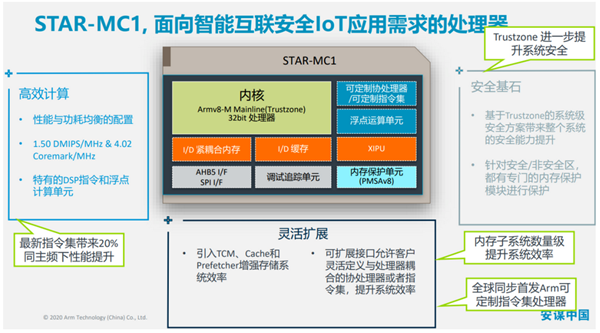 STAR-MC1, 面向智能互联安全IoT应用需求的处理器
Trustzone 进一步提
升系统安全
高效计算
• 性能与功耗均衡的配置
• 1.50 DMIPS/MHz & 4.02
Coremark/MHz
• 特有的DSP指令和浮点
计算单元
最新指令集带来20%
同主频下性能提升
STAR-MC1
内核
Armv8-M Mainline(Trustzone)
32bit 处理器
可定制协处理器
/可定制指令集
浮点运算单元
I/D 紧耦合内存
I/D 缓存
XIPU
AHB5 I/F
SPI I/F
调试追踪单元
内存保护单元
(PMSAv8)
安全基石
• 基于Trustzone的系统级
安全方案带来整个系统
的安全能力提升
• 针对安全/非安全区,
都有专门的内存保护
模块进行保护
灵活扩展
• 引入TCM、Cache和
Prefetcher增强存储系
统效率
• 可扩展接口允许客户
灵活定义与处理器耦
合的协处理器或者指
令集，提升系统效率
内存子系统数量级
提升系统效率
全球同步首发Arm可
定制指令集处理器
© 2020 Arm Technology (China) Co., Ltd.
安谋中国